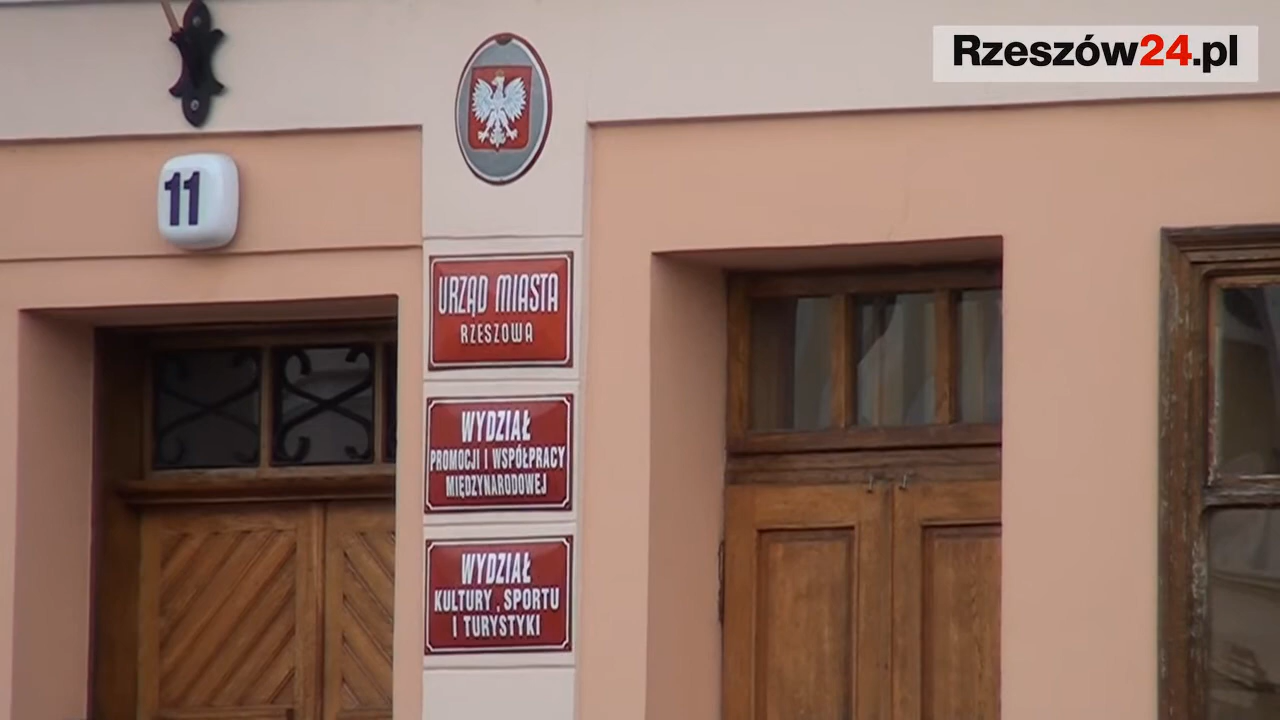 Rzeszów24.pl
11
URZĄD MIASTA
RZESZOWA
WYDZIAŁ
PROMOCJI I WSPÓŁPRACY
MIĘDZYNARODOWEJ
WYDZIAŁ
KULTURY, SPORTU
I TURYSTYKI